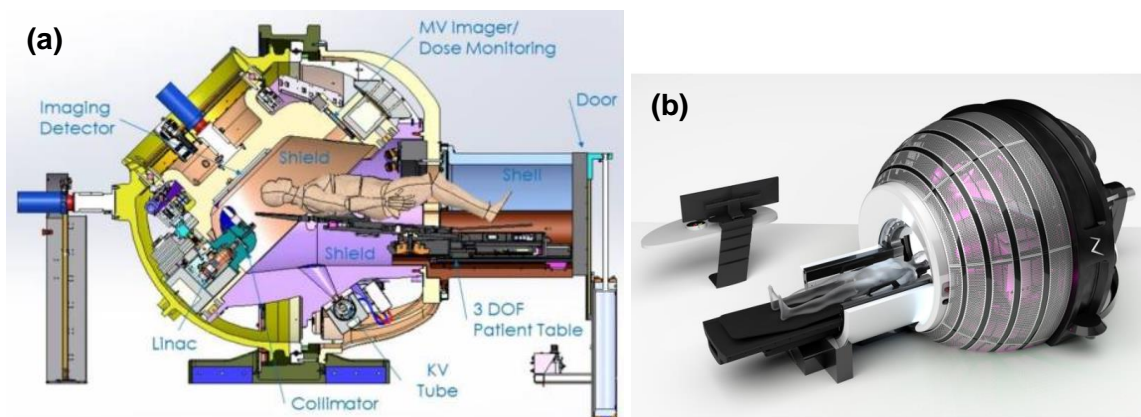 (a)
MV Imager/
Dose Monitoring
Door
Imaging
Detector
Shield
Shell
Shield
3 DOF
Patient Table
Linac
KV
Tube
Collimator
(b)
Z